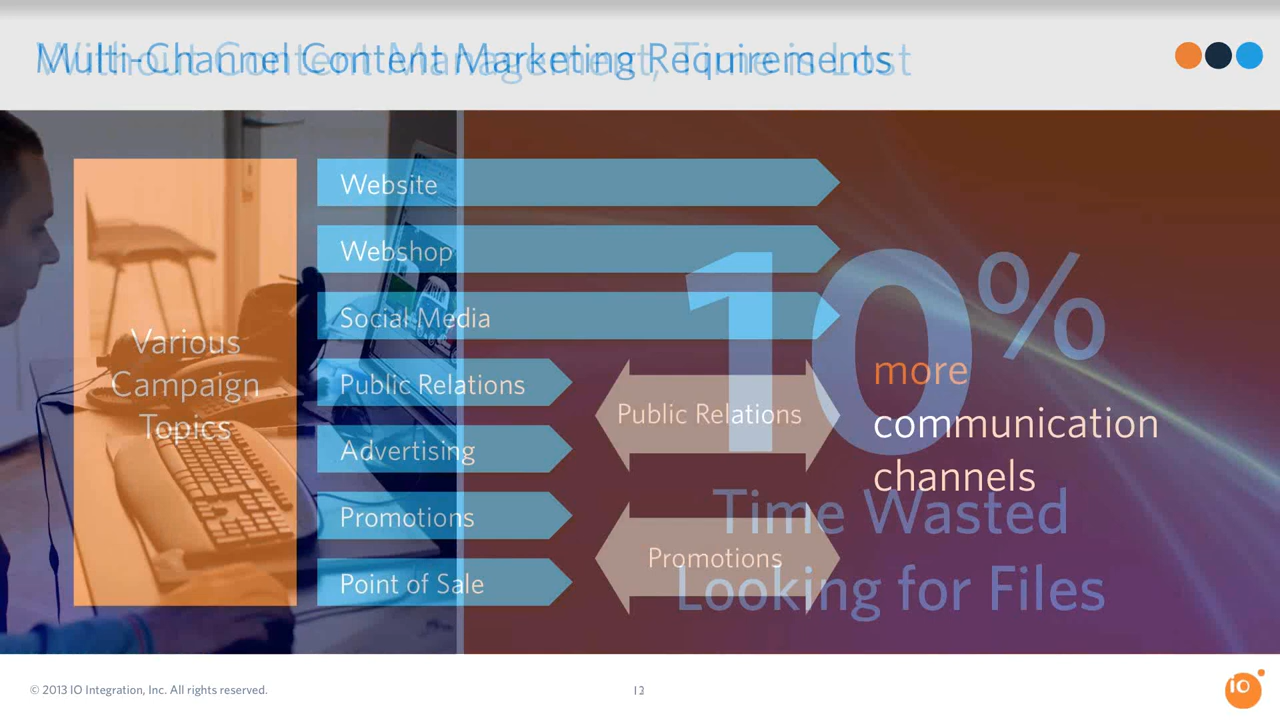 Multi-Channel Content Marketing Requirements
Without Content Management, Time is Lost
Website
Webshop
Social Media
Public Relations
Advertising
Promotions
Point of Sale
Various
Campaign
Topics
Public Relations
Promotions
more
communication
channels
10%
Time Wasted
Looking for Files
© 2013 IO Integration, Inc. All rights reserved.
IO